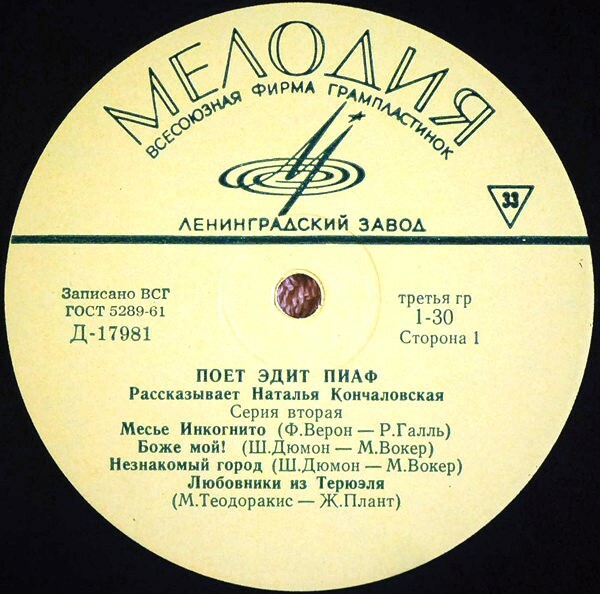 МЕЛОДИЯ
ВСЕСОЮЗНАЯ ФИРМА ГРАМПЛАСТИНОК
ЛЕНИНГРАДСКИЙ ЗАВОД
33
Записано ВСГ
ГОСТ 5289-61
Д-17981
третья гр
1-30
Сторона 1
ПОЕТ ЭДИТ ПИАФ
Рассказывает Наталья Кончаловская
Серия вторая
Месье Инкогнито (Ф.Верон — Р.Галль)
Боже мой! (Ш.Дюмон — М.Вокер)
Незнакомый город (Ш.Дюмон — М.Вокер)
Любовники из Терюэля
(М.Теодоракис — Ж.Плант)